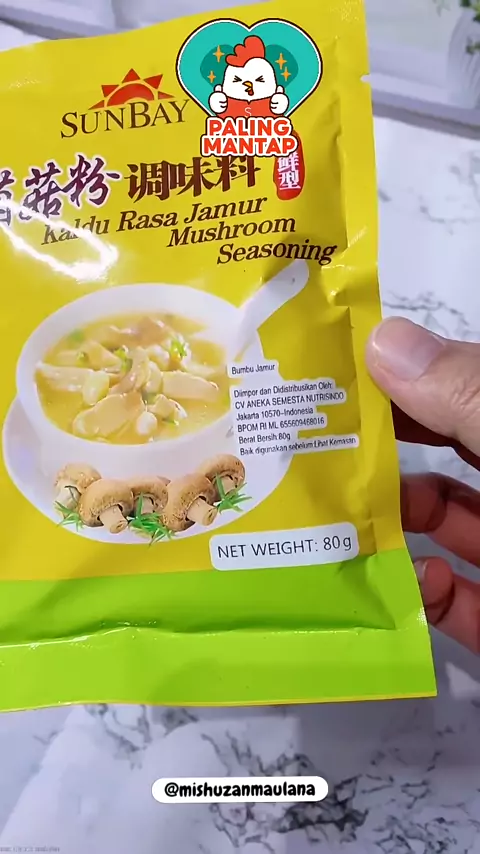 PALING
MANTAP
SUNBAY
菇粉·调味料
鲜型
Kaldu Rasa Jamur
Mushroom
Seasoning
Bumbu Jamur
Diimpor dan Didistribusikan Oleh:
CV ANEKA SEMESTA NUTRISINDO
Jakarta 10570-Indonesia
BPOM RI ML 655609468016
Berat Bersih 80g
Baik digunakan sebelum Lihat Kemasan
NET WEIGHT: 80g
@mishuzanmaulana